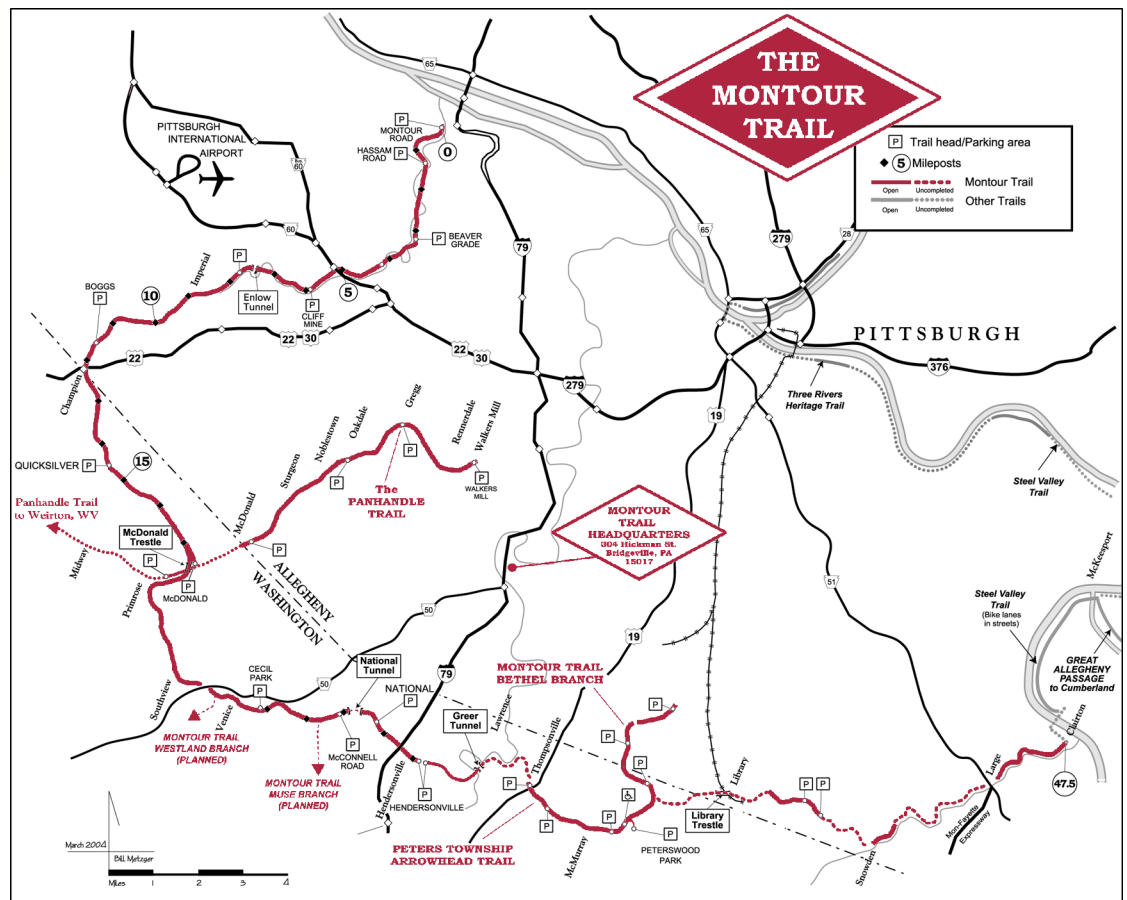 THE
MONTOUR
TRAIL
P Trail head/Parking area
5 Mileposts
Montour Trail
Open Uncompleted
Other Trails
Open Uncompleted
65
PITTSBURGH
INTERNATIONAL
AIRPORT
60
60
P
MONTOUR
ROAD
0
HASSAM
ROAD
P
P
BEAVER
GRADE
79
65
279
28
Imperial
P
Enlow
Tunnel
P
CLIFF
MINE
5
BOGGS
P
10
22
22
30
22
30
279
PITTSBURGH
376
Three Rivers
Heritage Trail
Steel Valley
Trail
19
Champion
QUICKSILVER
P
15
Panhandle Trail
to Weirton, WV
Midway
McDonald
Trestle
P
P
McDONALD
McDonald
P
Sturgeon
Noblestown
P
Oakdale
Gregg
P
The
PANHANDLE
TRAIL
Rennerdale
Walkers Mill
P
WALKERS
MILL
MONTOUR
TRAIL
HEADQUARTERS
304 Hickman St.
Bridgeville, PA
15017
ALLEGHENY
WASHINGTON
Primrose
50
50
51
19
79
McKeesport
Steel Valley
Trail
(Bike lanes
in streets)
GREAT
ALLEGHENY
PASSAGE
to Cumberland
Clairton
47.5
Southview
Venice
CECIL
PARK
P
National
Tunnel
NATIONAL
P
P
McCONNELL
ROAD
MONTOUR TRAIL
WESTLAND BRANCH
(PLANNED)
MONTOUR TRAIL
MUSE BRANCH
(PLANNED)
Hendersonville
P
HENDERSONVILLE
Greer
Tunnel
Lawrence
Thompsonville
P
P
MONTOUR TRAIL
BETHEL BRANCH
P
P
P
P
P
PETERSWOOD
PARK
McMurray
PETERS TOWNSHIP
ARROWHEAD TRAIL
Library
Library
Trestle
P
P
Snowden
Large
Mon-Fayette
Expressway
March 2004
Bill Metzger
Miles 1 2 3 4